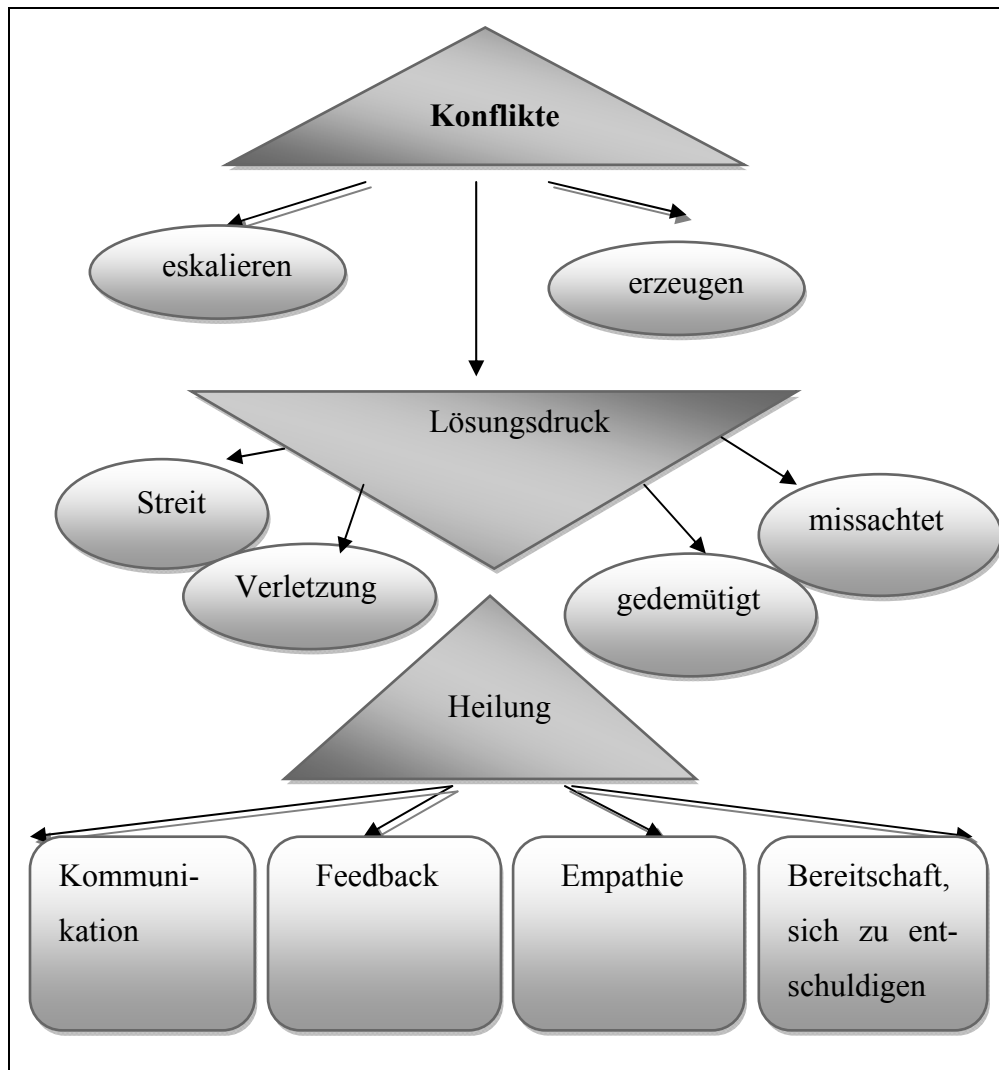 Konflikte
eskalieren
erzeugen
Lösungsdruck
Streit
missachtet
Verletzung
gedemütigt
Heilung
Kommuni-
kation
Feedback
Empathie
Bereitschaft,
sich zu ent-
schuldigen